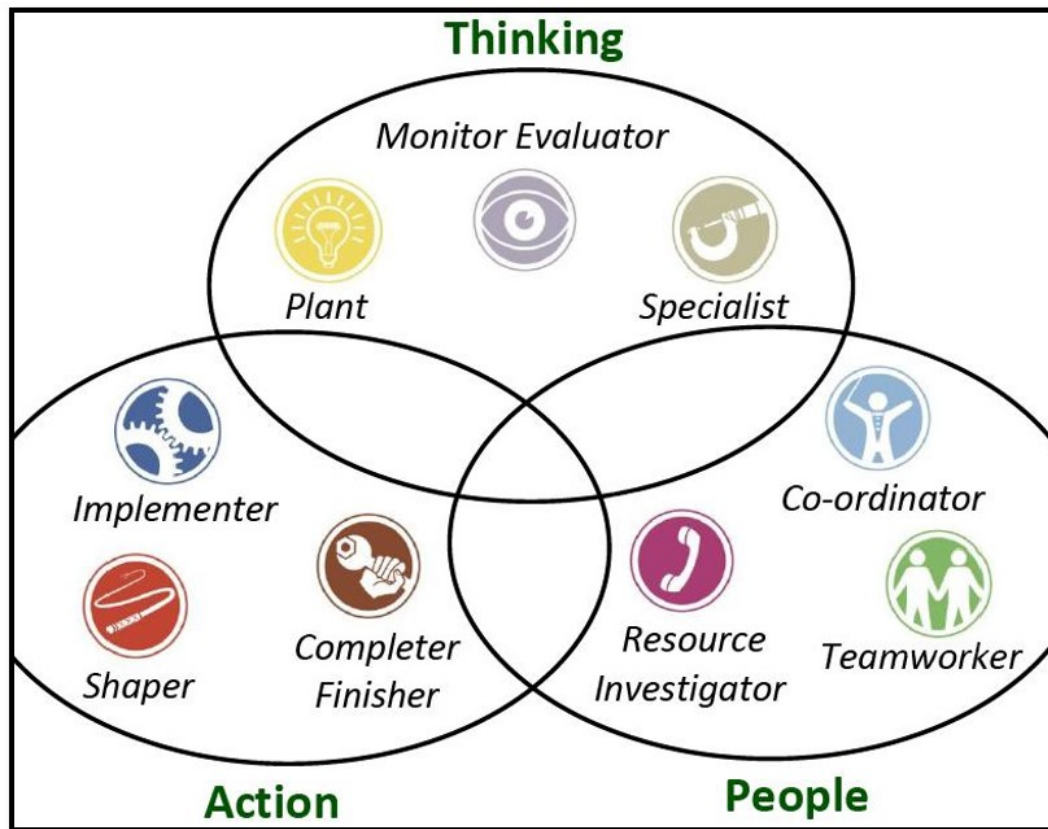 Thinking
Monitor Evaluator
Plant
Specialist
Implementer
Co-ordinator
Shaper
Completer
Finisher
Resource
Investigator
Teamworker
Action
People